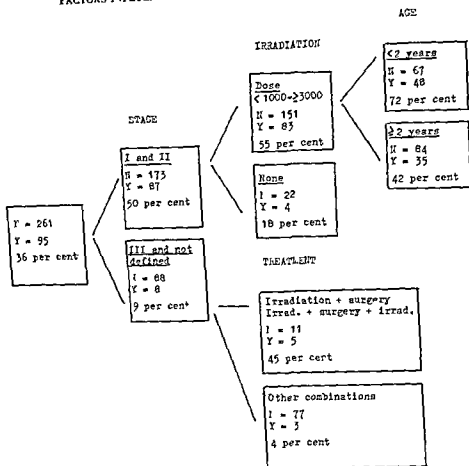 FACTORS
AGE
IRRADIATION
<2 years
N = 67
Y = 48
72 per cent
Dose
<1000->3000
N = 151
Y = 83
55 per cent
STAGE
≥2 years
N = 84
Y = 35
42 per cent
I and II
N = 173
Y = 87
50 per cent
None
I = 22
Y = 4
18 per cent
Y = 261
Y = 95
36 per cent
III and not
defined
I = 88
Y = 8
9 per cent
TREATMENT
Irradiation + surgery
Irrad. + surgery + irrad.
I = 11
Y = 5
45 per cent
Other combinations
I = 77
Y = 3
4 per cent